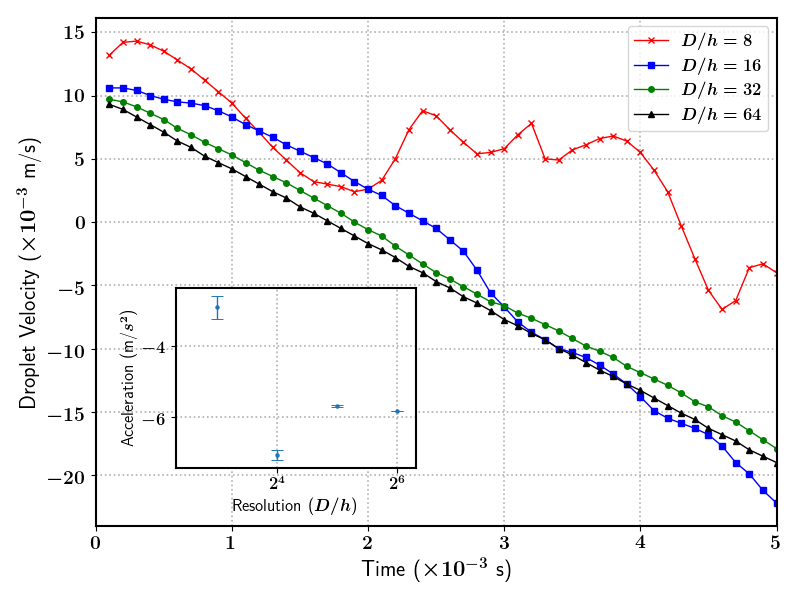 15
10
5
0
−5
−10
−15
−20
Droplet Velocity (×10⁻³ m/s)
D/h = 8
D/h = 16
D/h = 32
D/h = 64
−4
−6
Acceleration (m/s²)
2⁴
2⁶
Resolution (D/h)
0
1
2
3
4
5
Time (×10⁻³ s)